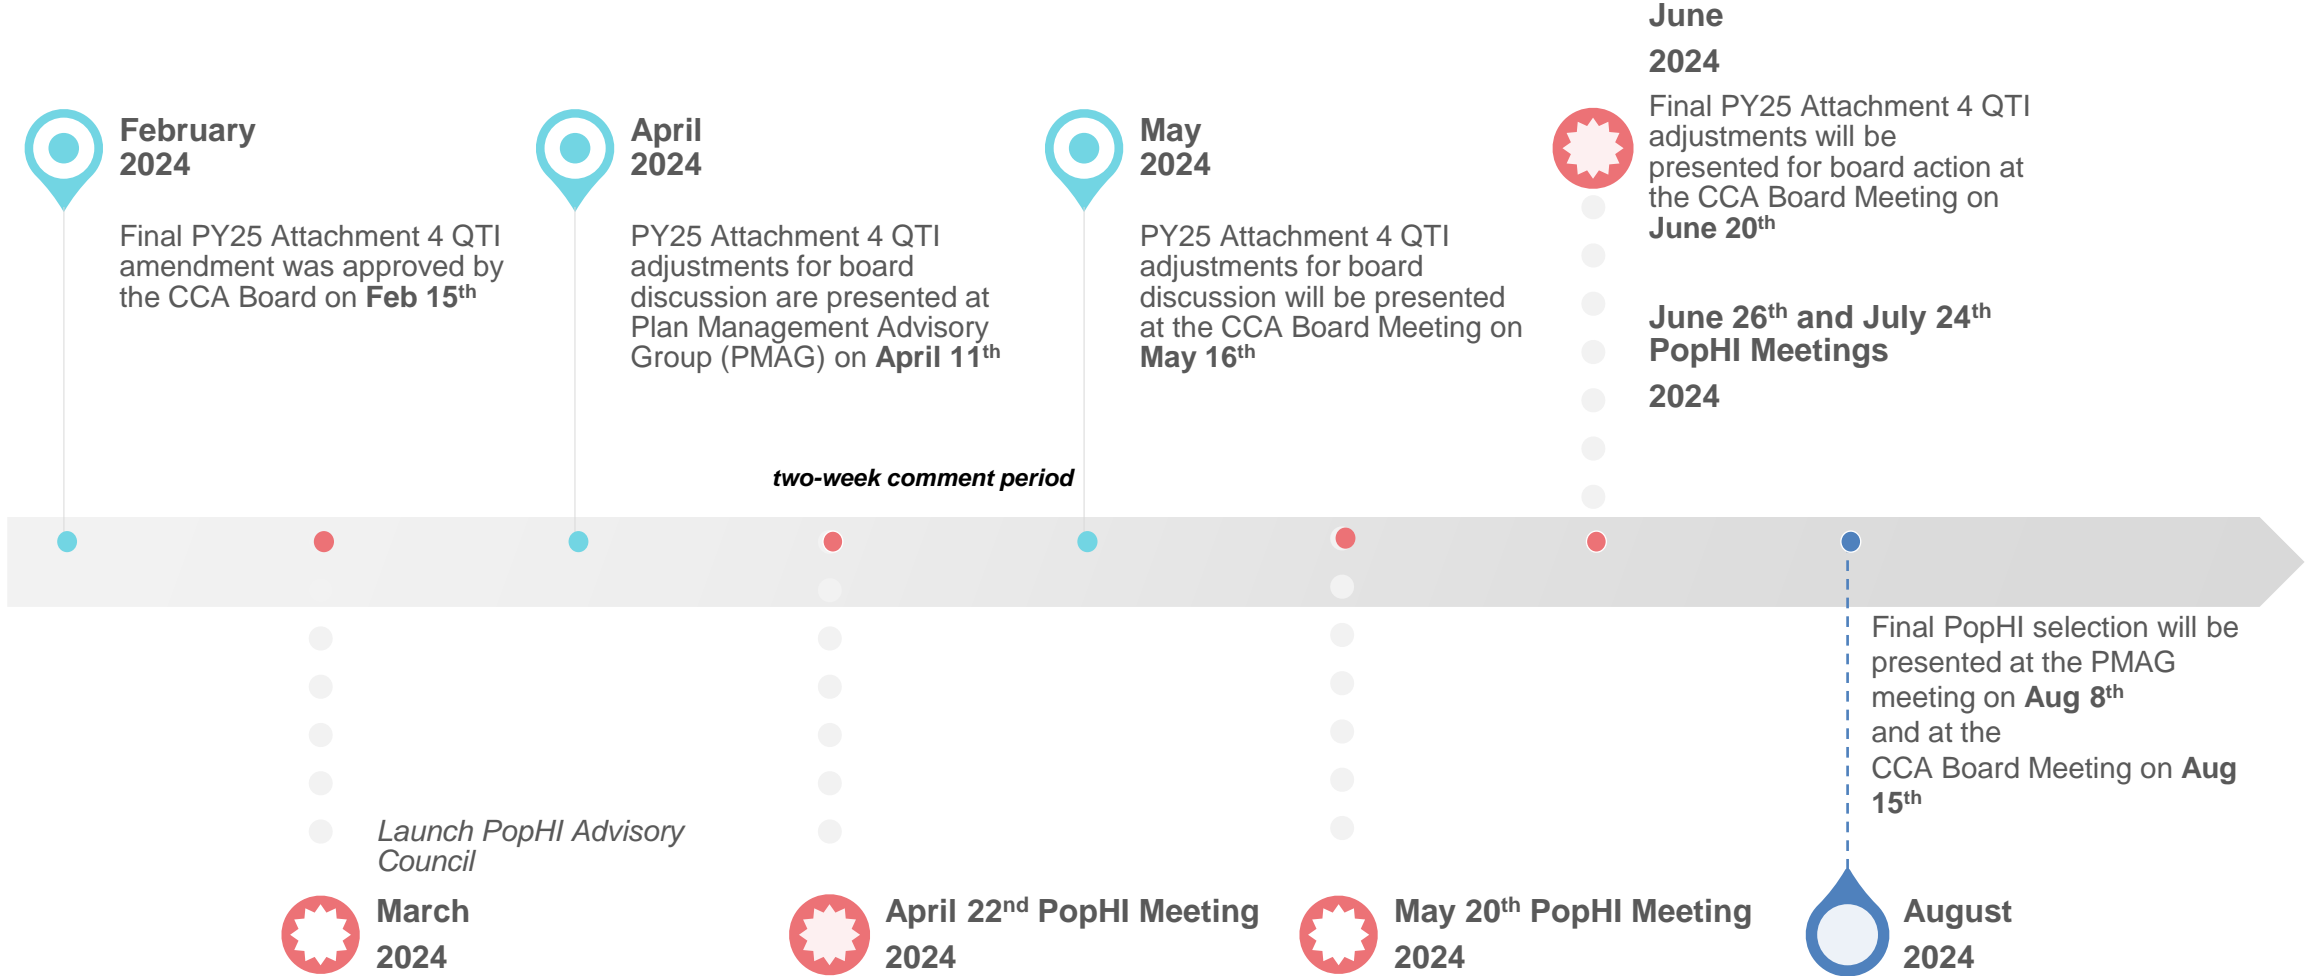 February
2024
Final PY25 Attachment 4 QTI
amendment was approved by
the CCA Board on Feb 15th
April
2024
PY25 Attachment 4 QTI
adjustments for board
discussion are presented at
Plan Management Advisory
Group (PMAG) on April 11th
May
2024
PY25 Attachment 4 QTI
adjustments for board
discussion will be presented
at the CCA Board Meeting on
May 16th
June
2024
Final PY25 Attachment 4 QTI
adjustments will be
presented for board action at
the CCA Board Meeting on
June 20th
June 26th and July 24th
PopHI Meetings
2024
two-week comment period
Launch PopHI Advisory
Council
March
2024
April 22nd PopHI Meeting
2024
May 20th PopHI Meeting
2024
Final PopHI selection will be
presented at the PMAG
meeting on Aug 8th
and at the
CCA Board Meeting on Aug
15th
August
2024